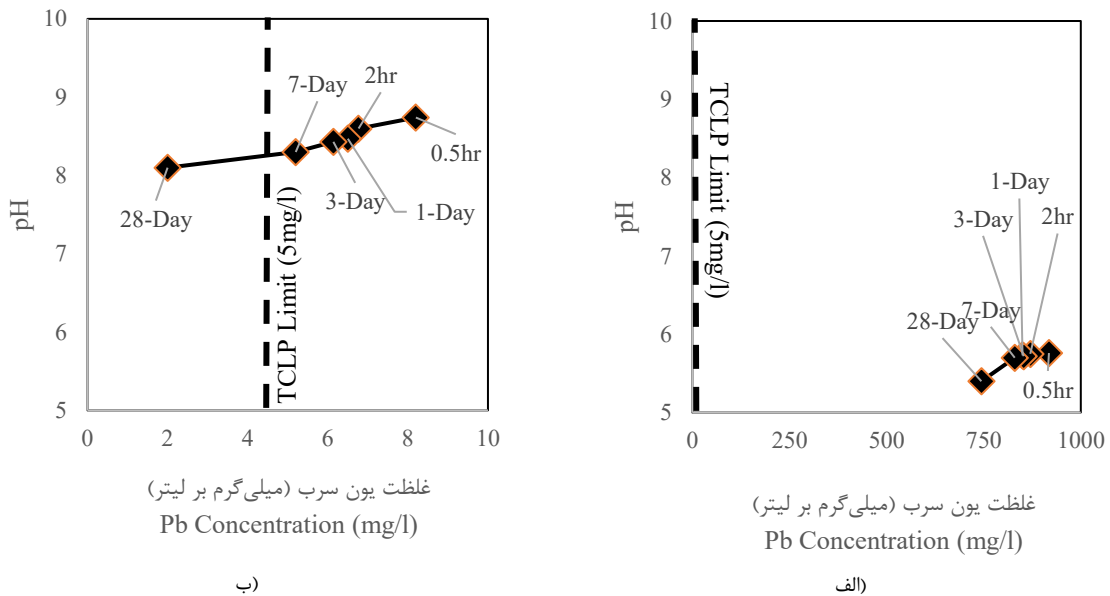 10
9
8
7
6
5
pH
0
2
4
6
8
10
7-Day
2hr
0.5hr
3-Day
1-Day
28-Day
TCLP Limit (5mg/l)
غلظت یون سرب (میلی‌گرم بر لیتر)
Pb Concentration (mg/l)
ب)
10
9
8
7
6
5
pH
0
250
500
750
1000
TCLP Limit (5mg/l)
1-Day
3-Day
2hr
7-Day
28-Day
0.5hr
غلظت یون سرب (میلی‌گرم بر لیتر)
Pb Concentration (mg/l)
الف)